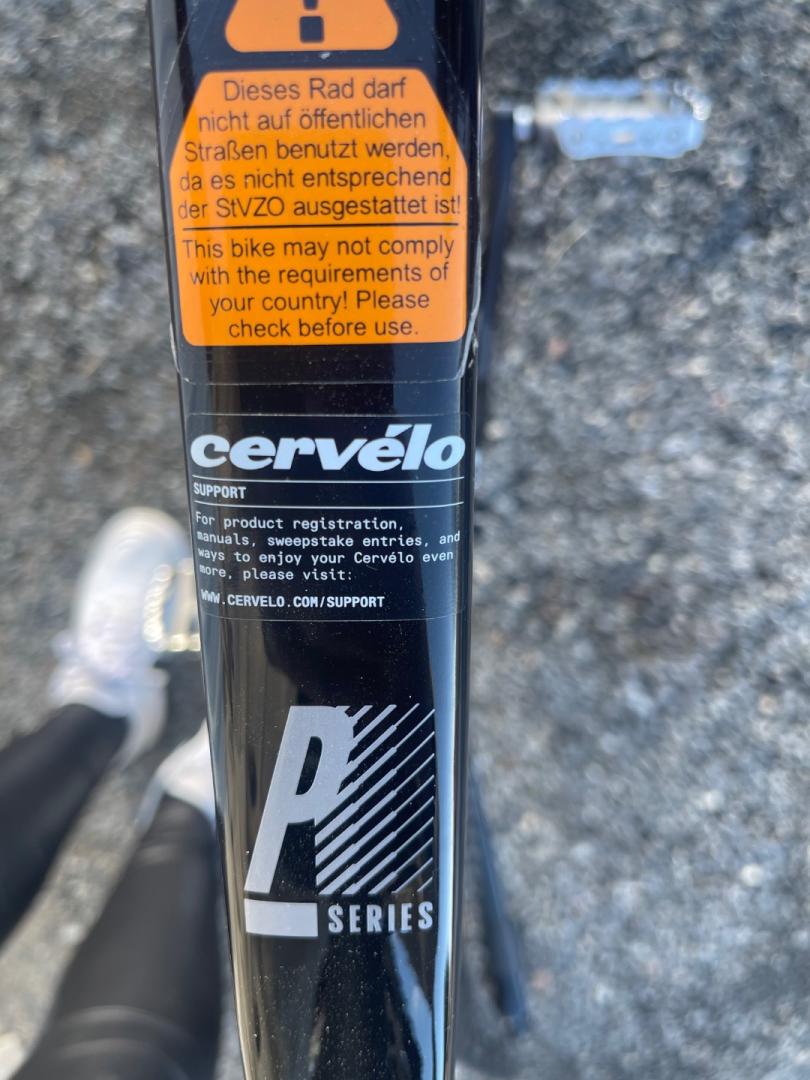 Dieses Rad darf
nicht auf öffentlichen
Straßen benutzt werden,
da es nicht entsprechend
der StVZO ausgestattet ist!
This bike may not comply
with the requirements of
your country! Please
check before use.
cervélo
SUPPORT
For product registration,
manuals, sweepstake entries, and
ways to enjoy your Cervélo even
more, please visit:
WWW.CERVELO.COM/SUPPORT
P
SERIES